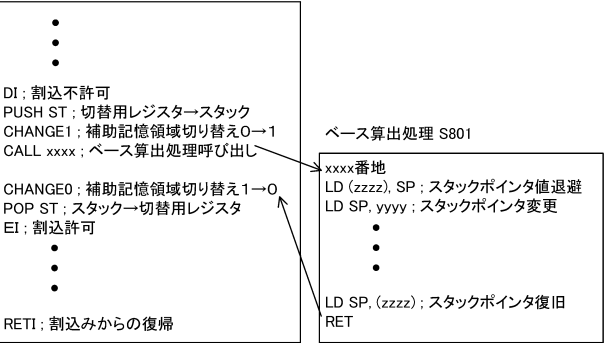 DI ; 割込不許可
PUSH ST ; 切替用レジスタ→スタック
CHANGE1 ; 補助記憶領域切り替え0→1
CALL xxxx ; ベース算出処理呼び出し
CHANGE0 ; 補助記憶領域切り替え1→0
POP ST ; スタック→切替用レジスタ
EI ; 割込許可
RETI ; 割込みからの復帰
ベース算出処理 S801
xxxx番地
LD (zzzz), SP ; スタックポインタ値退避
LD SP, yyyy ; スタックポインタ変更
LD SP, (zzzz) ; スタックポインタ復旧
RET